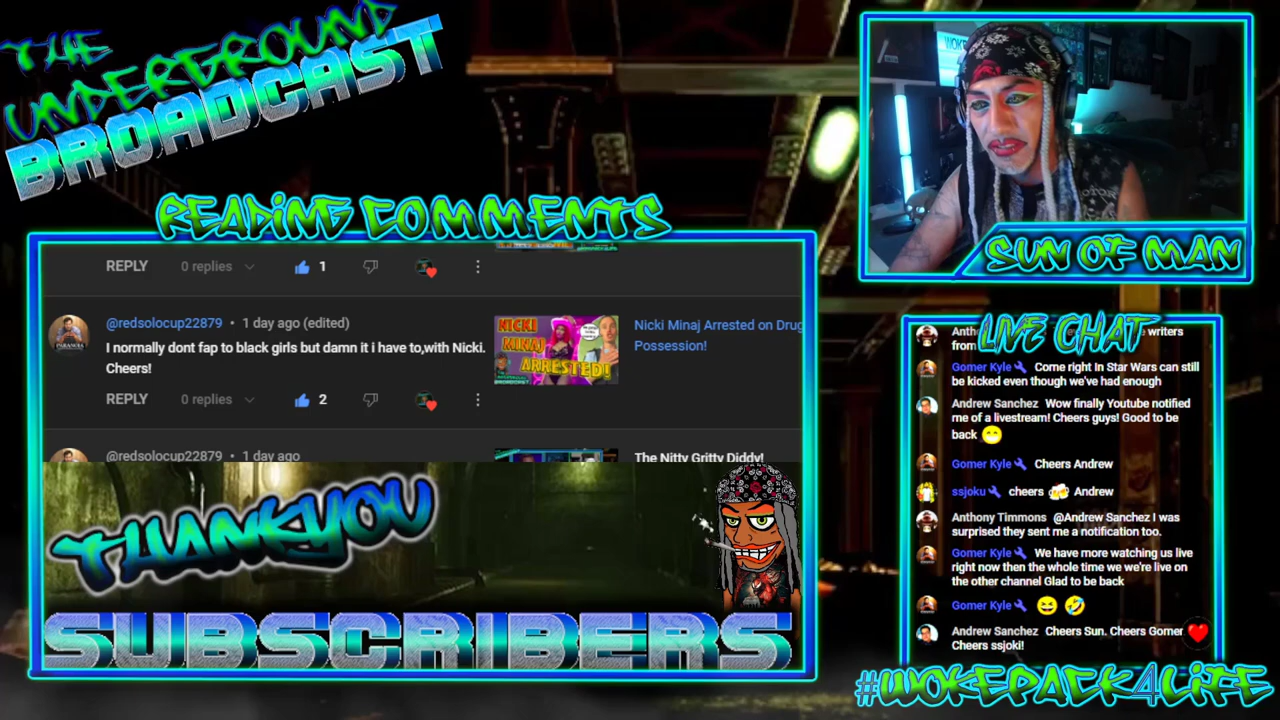 THE
UNDERGROUND
BROADCAST
READING COMMENTS
REPLY 0 replies 1
@redsolocup22879 • 1 day ago (edited)
I normally dont fap to black girls but damn it i have to,with Nicki.
Cheers!
NICKI
MINAJ
ARRESTED!
Nicki Minaj Arrested on Drug
Possession!
REPLY 0 replies 2
@redsolocup22879 • 1 day ago
The Nitty Gritty Diddy!
THANKYOU
SUBSCRIBERS
WOKE
SUN OF MAN
LIVE CHAT
writers
from
Gomer Kyle Come right In Star Wars can still
be kicked even though we've had enough
Andrew Sanchez Wow finally Youtube notified
me of a livestream! Cheers guys! Good to be
back 😁
Gomer Kyle Cheers Andrew
ssjoku cheers 🍻 Andrew
Anthony Timmons @Andrew Sanchez I was
surprised they sent me a notification too.
Gomer Kyle We have more watching us live
right now then the whole time we we're live on
the other channel Glad to be back
Gomer Kyle 😆 🤣
Andrew Sanchez Cheers Sun. Cheers Gomer
Cheers ssjoki!
#WOKEPACK4LIFE